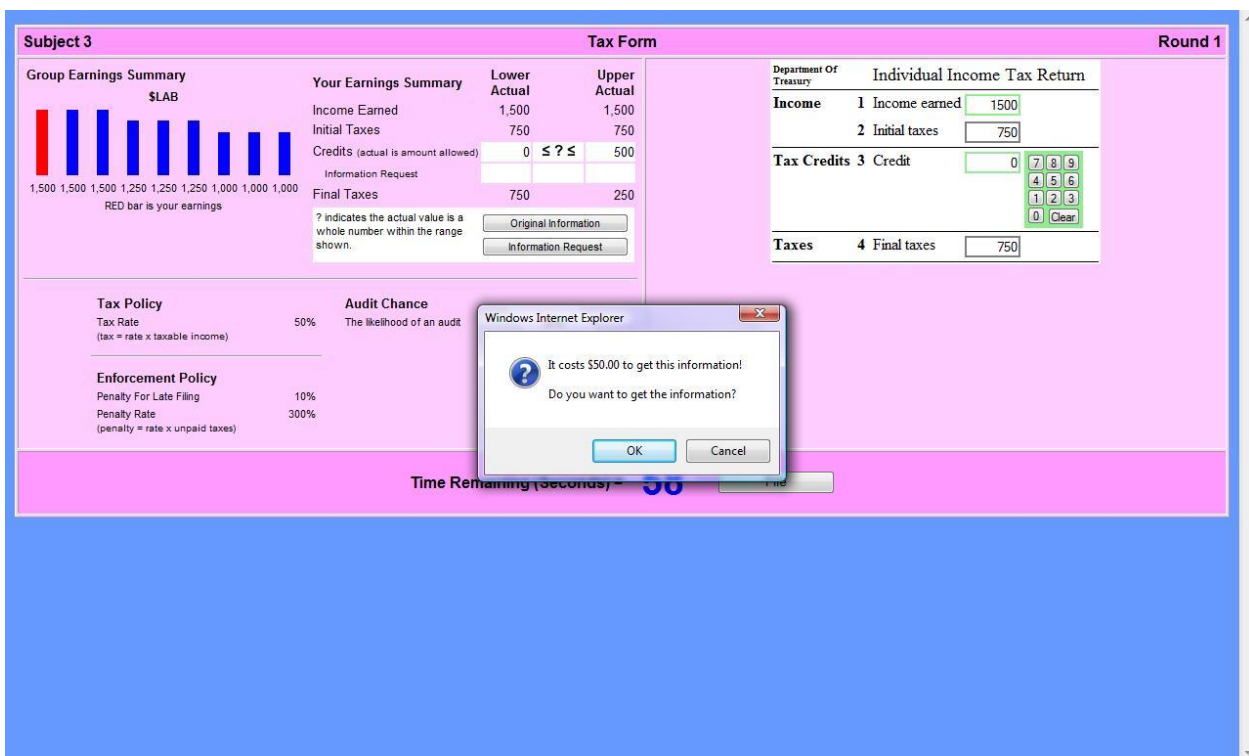 Subject 3 Tax Form Round 1
Group Earnings Summary
$LAB
1,500 1,500 1,500 1,250 1,250 1,250 1,000 1,000 1,000
RED bar is your earnings
Your Earnings Summary Lower Actual Upper Actual
Income Earned 1,500 1,500
Initial Taxes 750 750
Credits (actual is amount allowed) 0 ≤ ? ≤ 500
Information Request
Final Taxes 750 250
? indicates the actual value is a
whole number within the range
shown.
Original Information
Information Request
Department Of
Treasury
Individual Income Tax Return
Income 1 Income earned 1500
2 Initial taxes 750
Tax Credits 3 Credit 0
7 8 9
4 5 6
1 2 3
0 Clear
Taxes 4 Final taxes 750
Tax Policy
Tax Rate 50%
(tax = rate x taxable income)
Enforcement Policy
Penalty For Late Filing 10%
Penalty Rate 300%
(penalty = rate x unpaid taxes)
Audit Chance
The likelihood of an audit
Windows Internet Explorer
It costs $50.00 to get this information!
Do you want to get the information?
OK Cancel
Time Remaining (Seconds) = 58
File